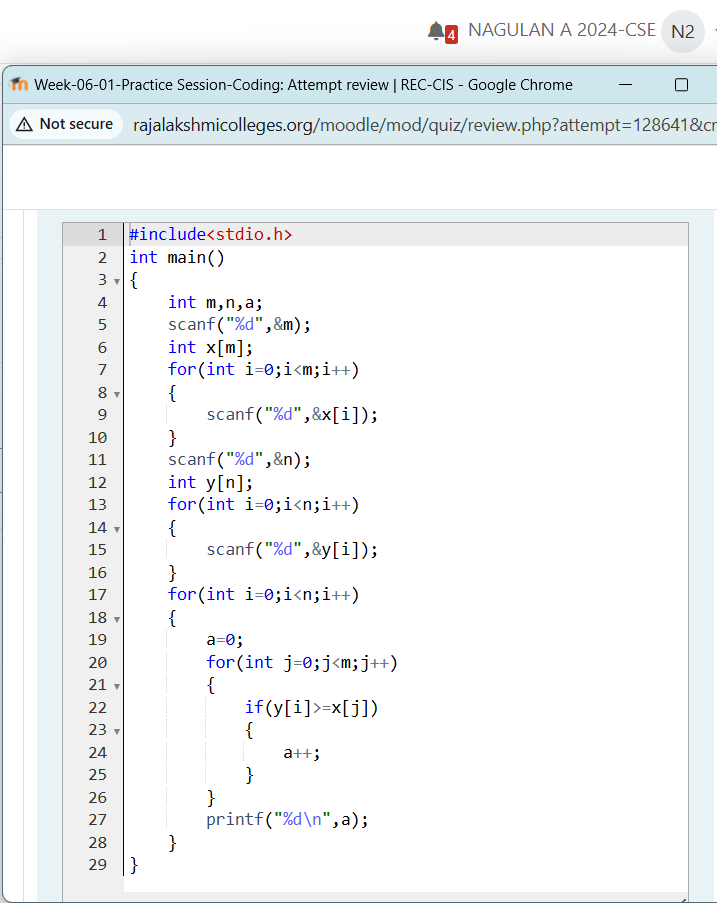 4 NAGULAN A 2024-CSE N2
Week-06-01-Practice Session-Coding: Attempt review | REC-CIS - Google Chrome
Not secure rajalakshmicolleges.org/moodle/mod/quiz/review.php?attempt=128641&cr
1 #include<stdio.h>
2 int main()
3 {
4     int m,n,a;
5     scanf("%d",&m);
6     int x[m];
7     for(int i=0;i<m;i++)
8     {
9         scanf("%d",&x[i]);
10     }
11     scanf("%d",&n);
12     int y[n];
13     for(int i=0;i<n;i++)
14     {
15         scanf("%d",&y[i]);
16     }
17     for(int i=0;i<n;i++)
18     {
19         a=0;
20         for(int j=0;j<m;j++)
21         {
22             if(y[i]>=x[j])
23             {
24                 a++;
25             }
26         }
27         printf("%d\n",a);
28     }
29 }